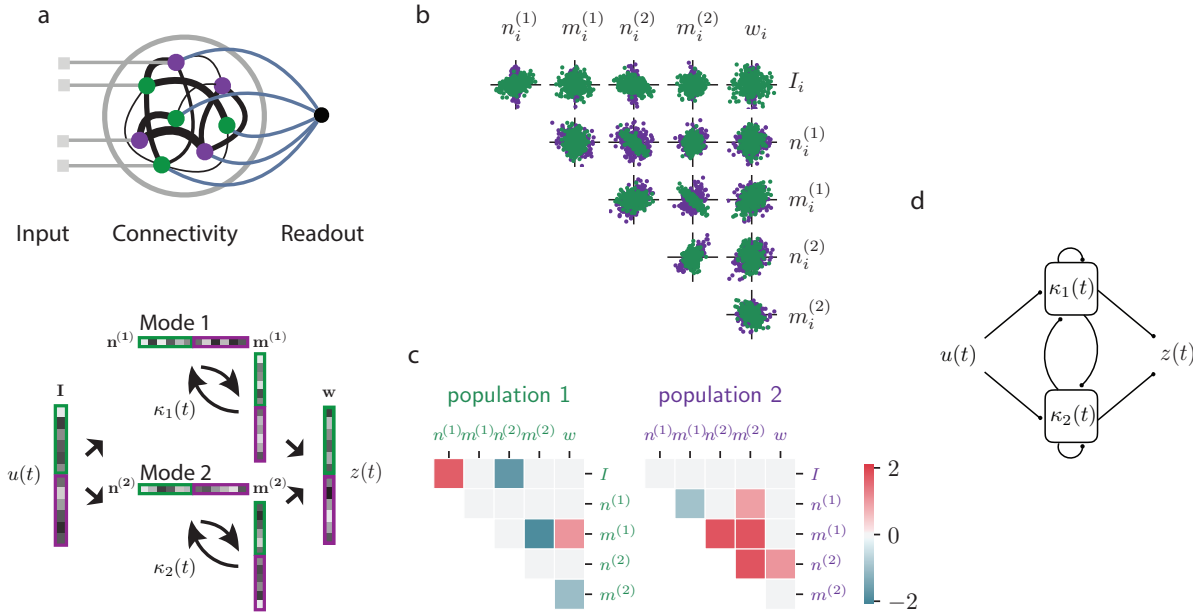 a
Input Connectivity Readout
Mode 1
n^{(1)} m^{(1)}
I
κ_1(t)
w
u(t)
Mode 2
z(t)
n^{(2)} m^{(2)}
κ_2(t)
b
n_i^{(1)} m_i^{(1)} n_i^{(2)} m_i^{(2)} w_i
I_i
n_i^{(1)}
m_i^{(1)}
n_i^{(2)}
m_i^{(2)}
c
population 1
n^{(1)} m^{(1)} n^{(2)} m^{(2)} w
I
n^{(1)}
m^{(1)}
n^{(2)}
m^{(2)}
population 2
n^{(1)} m^{(1)} n^{(2)} m^{(2)} w
I
n^{(1)}
m^{(1)}
n^{(2)}
m^{(2)}
2
0
−2
d
κ_1(t)
u(t) z(t)
κ_2(t)